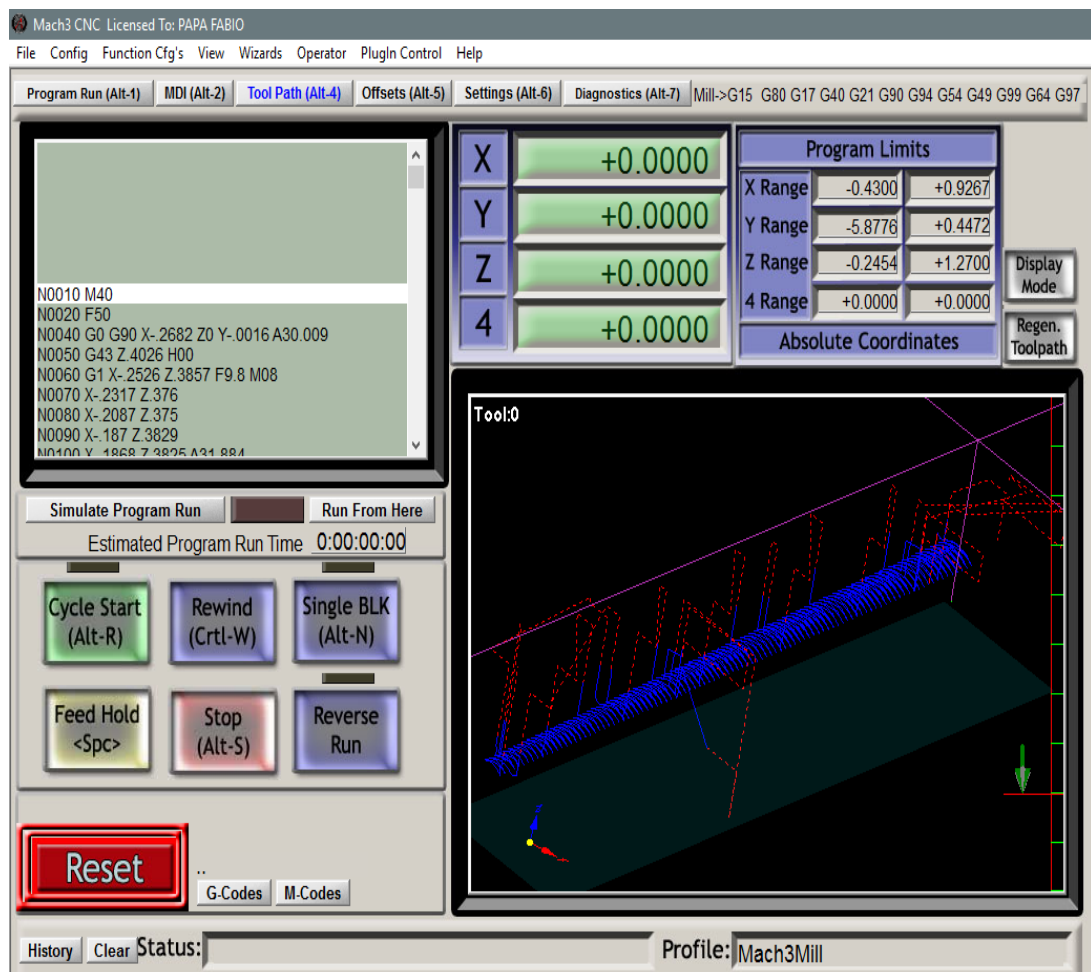 Mach3 CNC Licensed To: PAPA FABIO
File Config Function Cfg's View Wizards Operator PlugIn Control Help
Program Run (Alt-1) MDI (Alt-2) Tool Path (Alt-4) Offsets (Alt-5) Settings (Alt-6) Diagnostics (Alt-7) Mill->G15 G80 G17 G40 G21 G90 G94 G54 G49 G99 G64 G97
N0010 M40
N0020 F50
N0040 G0 G90 X-.2682 Z0 Y-.0016 A30.009
N0050 G43 Z.4026 H00
N0060 G1 X-.2526 Z.3857 F9.8 M08
N0070 X-.2317 Z.376
N0080 X-.2087 Z.375
N0090 X-.187 Z.3829
N0100 X-.1868 Z.3825 A31.884
X +0.0000
Y +0.0000
Z +0.0000
4 +0.0000
Program Limits
X Range -0.4300 +0.9267
Y Range -5.8776 +0.4472
Z Range -0.2454 +1.2700
4 Range +0.0000 +0.0000
Absolute Coordinates
Display
Mode
Regen.
Toolpath
Simulate Program Run Run From Here
Estimated Program Run Time 0:00:00:00
Cycle Start
(Alt-R)
Rewind
(Crtl-W)
Single BLK
(Alt-N)
Feed Hold
<Spc>
Stop
(Alt-S)
Reverse
Run
Tool:0
Reset
..
G-Codes M-Codes
History Clear Status: Profile: Mach3Mill